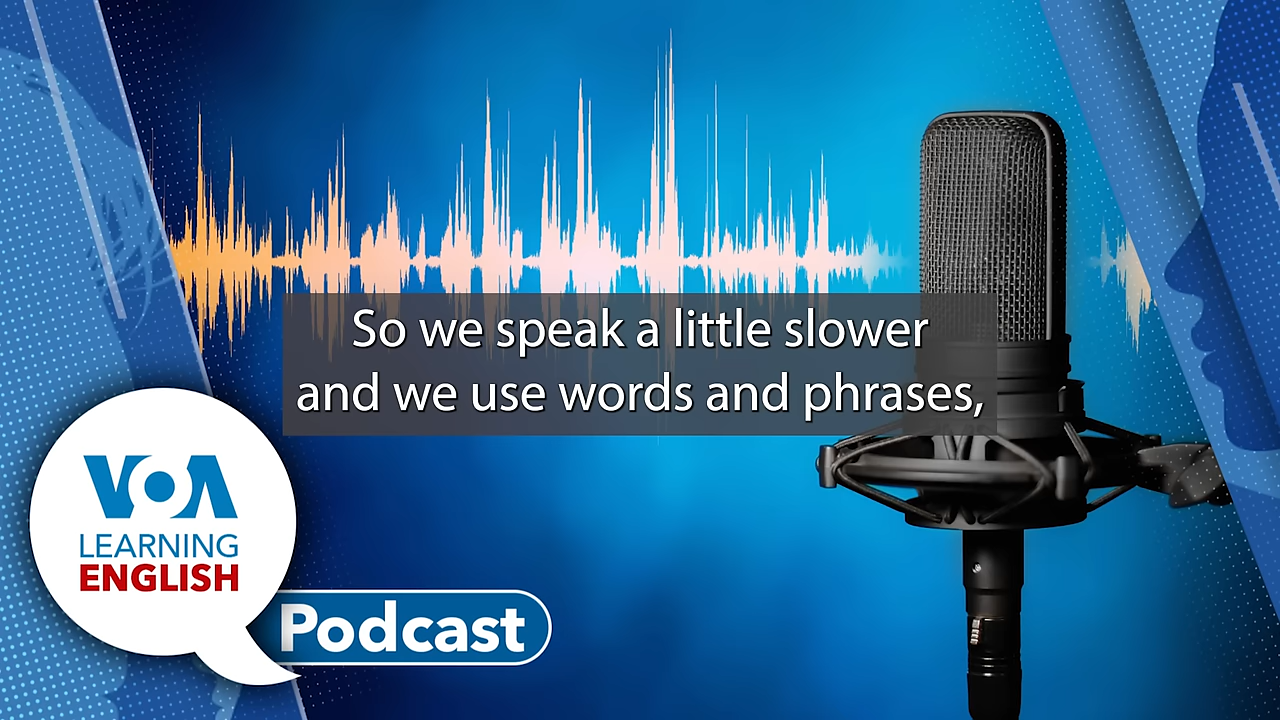 So we speak a little slower
and we use words and phrases,
VOA
LEARNING
ENGLISH
Podcast